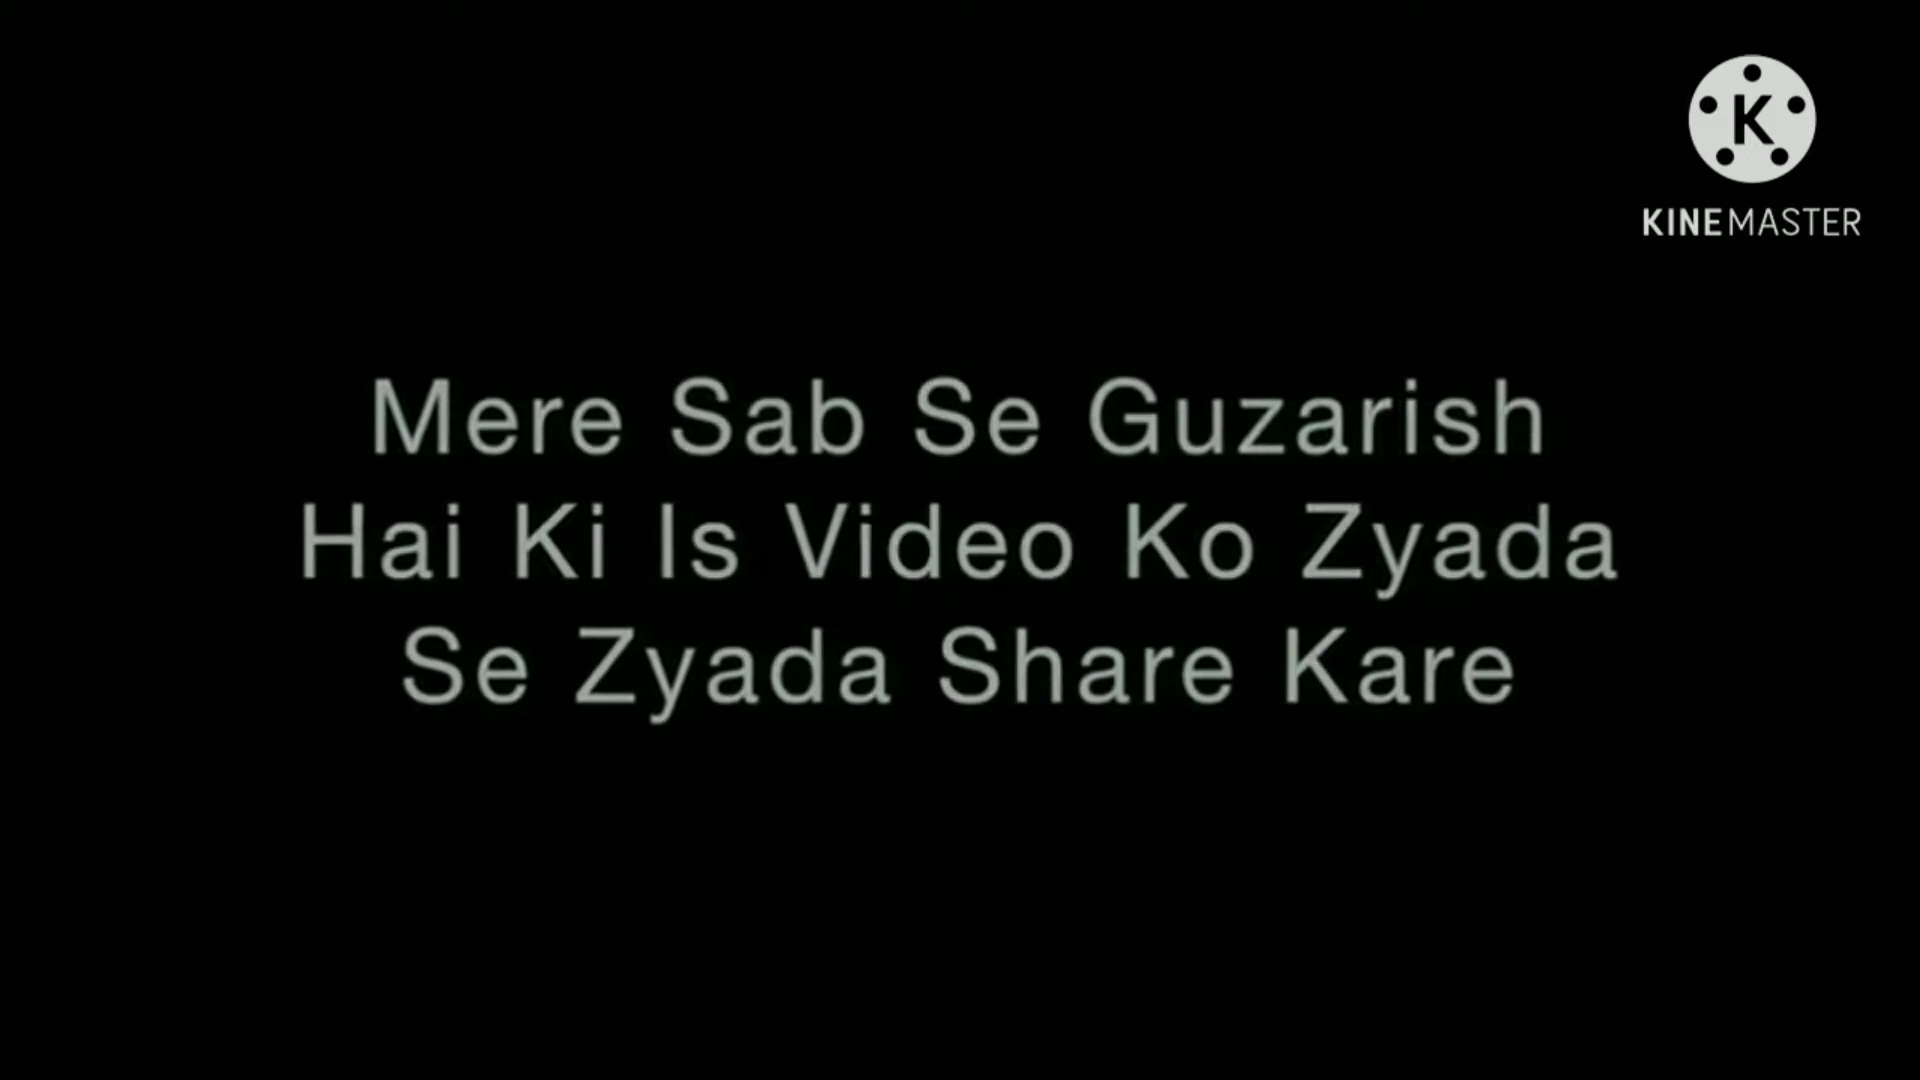 K
KINEMASTER
Mere Sab Se Guzarish
Hai Ki Is Video Ko Zyada
Se Zyada Share Kare